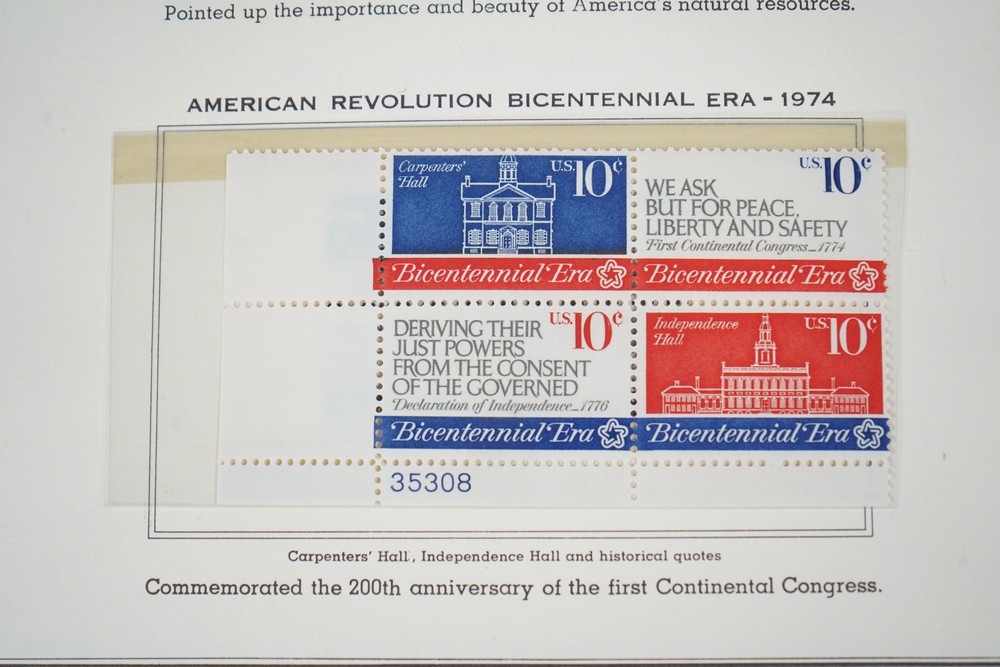 Pointed up the importance and beauty of America's natural resources.
AMERICAN REVOLUTION BICENTENNIAL ERA - 1974
Carpenters'
Hall
U.S. 10¢
Bicentennial Era
U.S. 10¢
WE ASK
BUT FOR PEACE,
LIBERTY AND SAFETY
First Continental Congress_1774
Bicentennial Era
U.S. 10¢
DERIVING THEIR
JUST POWERS
FROM THE CONSENT
OF THE GOVERNED
Declaration of Independence_1776
Bicentennial Era
Independence
Hall
U.S. 10¢
Bicentennial Era
35308
Carpenters' Hall, Independence Hall and historical quotes
Commemorated the 200th anniversary of the first Continental Congress.